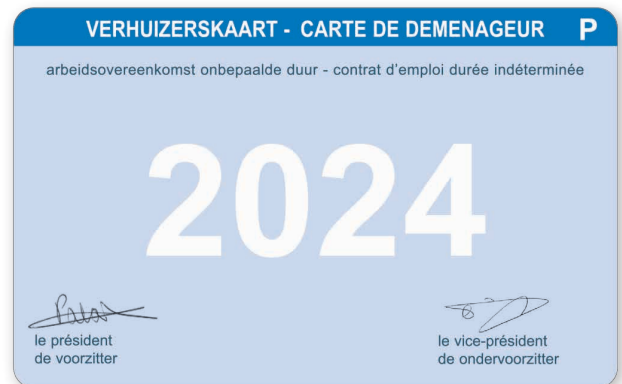 VERHUIZERSKAART - CARTE DE DEMENAGEUR P
arbeidsovereenkomst onbepaalde duur - contrat d'emploi durée indéterminée
2024
le président
de voorzitter
le vice-président
de ondervoorzitter